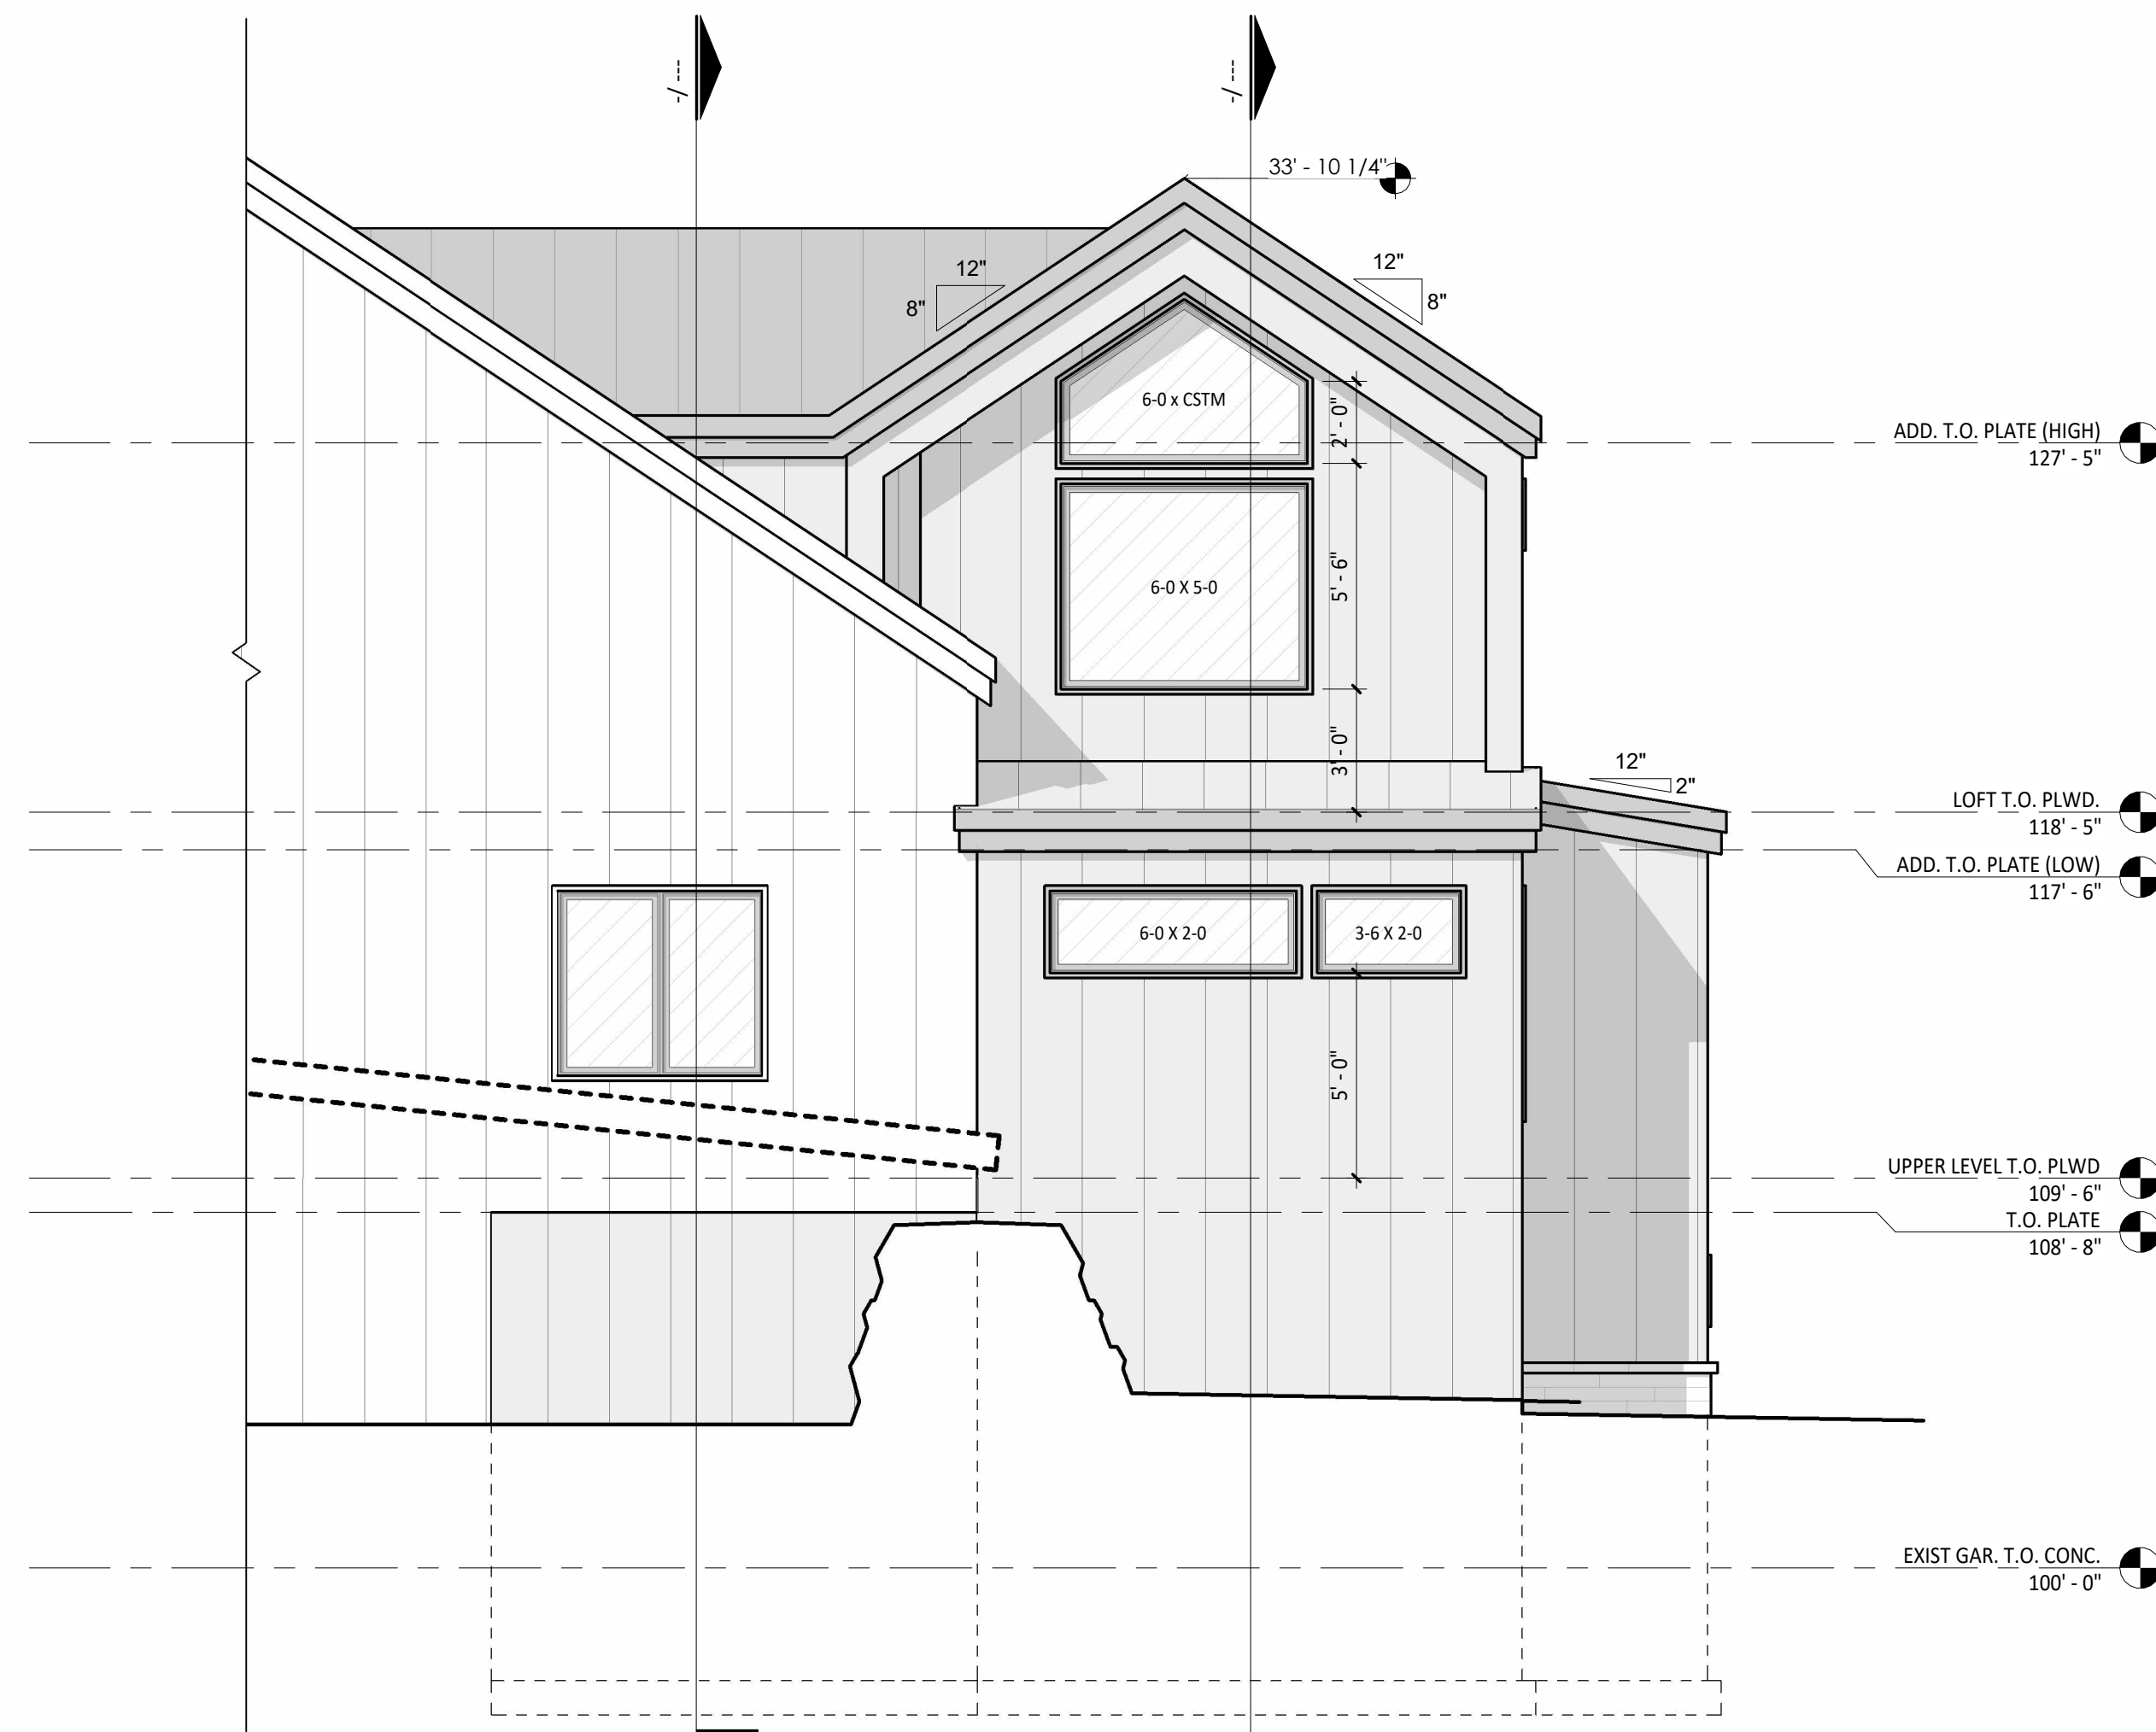 -/ ---
-/ ---
33' - 10 1/4"
12"
8"
12"
8"
6-0 x CSTM
2' - 0"
ADD. T.O. PLATE (HIGH)
127' - 5"
6-0 X 5-0
5' - 6"
3' - 0"
12"
2"
LOFT T.O. PLWD.
118' - 5"
ADD. T.O. PLATE (LOW)
117' - 6"
6-0 X 2-0
3-6 X 2-0
5' - 0"
UPPER LEVEL T.O. PLWD
109' - 6"
T.O. PLATE
108' - 8"
EXIST GAR. T.O. CONC.
100' - 0"